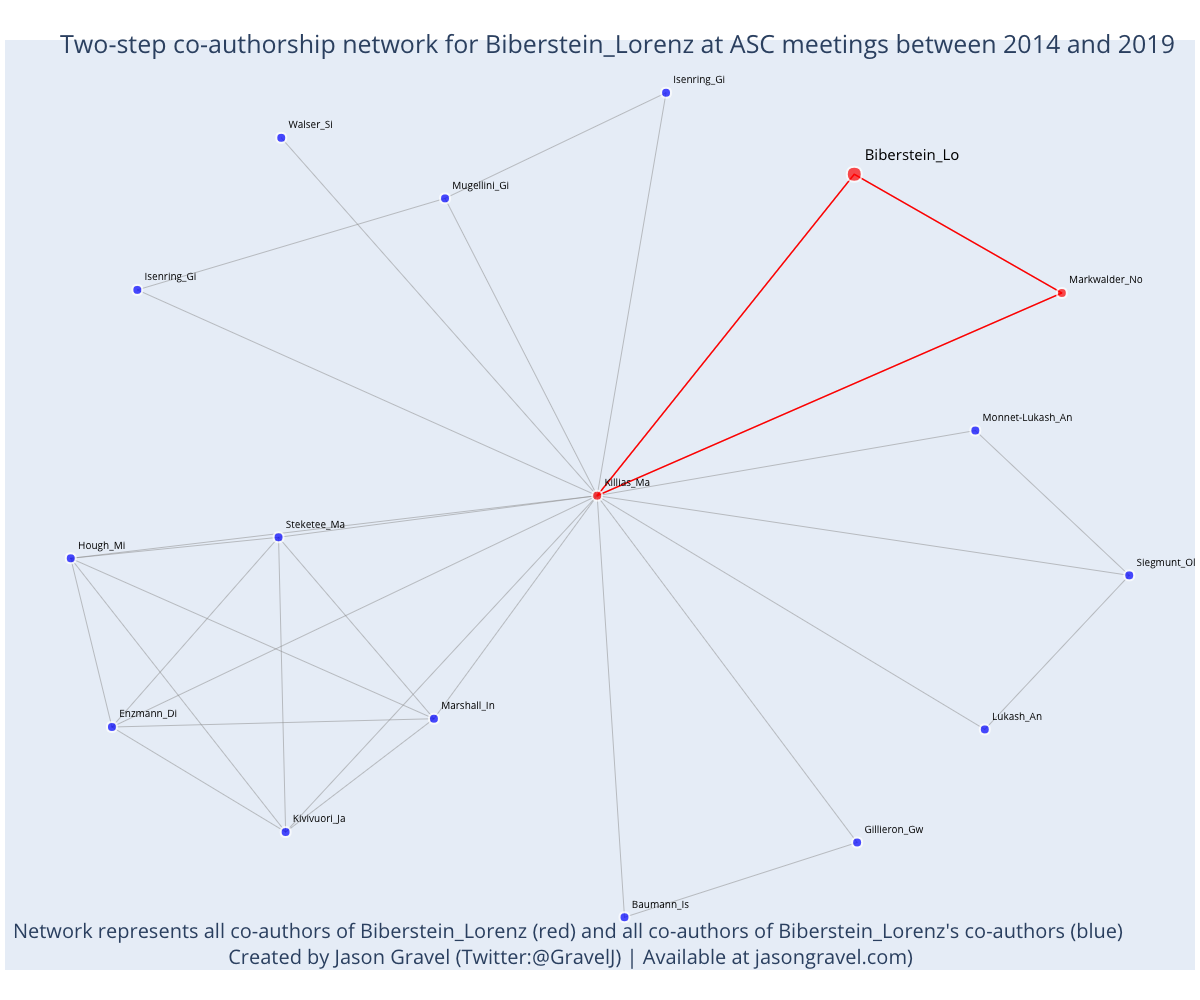 Two-step co-authorship network for Biberstein_Lorenz at ASC meetings between 2014 and 2019
Isenring_Gi
Walser_Si
Biberstein_Lo
Mugellini_Gi
Isenring_Gi
Markwalder_No
Monnet-Lukash_An
Killias_Ma
Steketee_Ma
Hough_Mi
Siegmunt_Ol
Marshall_In
Enzmann_Di
Lukash_An
Kivivuori_Ja
Gillieron_Gw
Baumann_Is
Network represents all co-authors of Biberstein_Lorenz (red) and all co-authors of Biberstein_Lorenz's co-authors (blue)
Created by Jason Gravel (Twitter:@GravelJ) | Available at jasongravel.com)